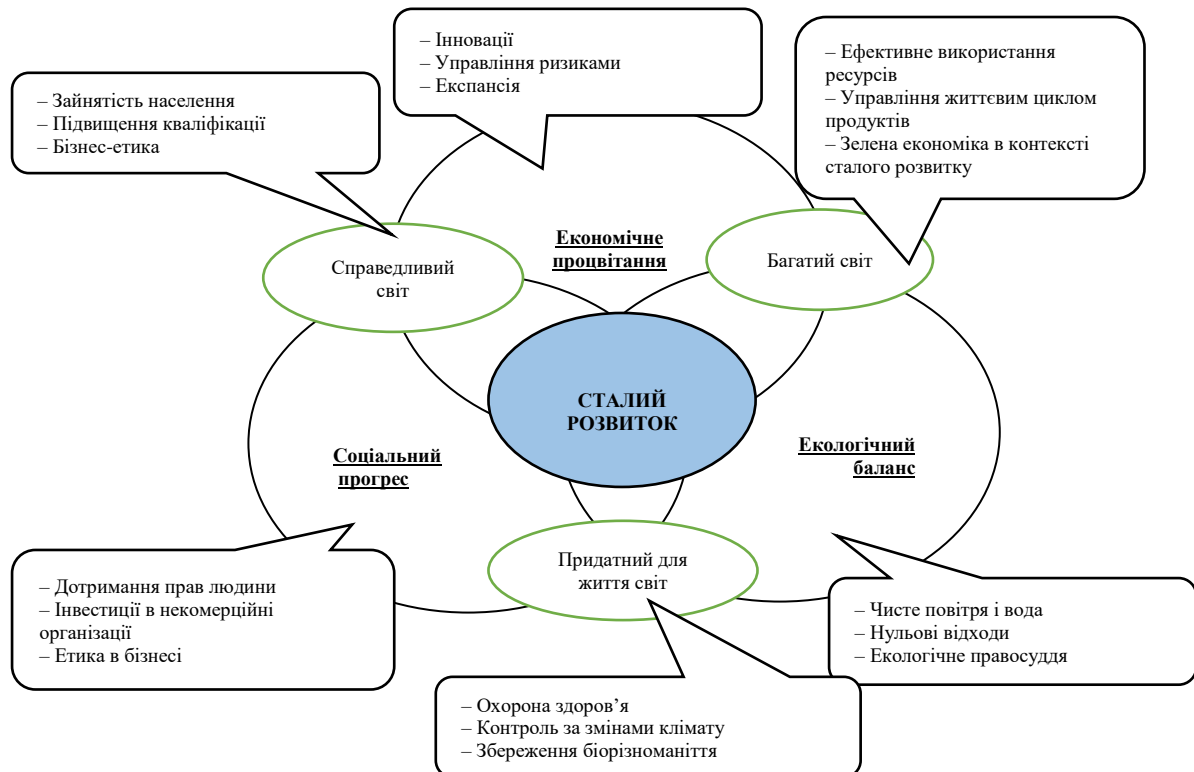 – Інновації
– Управління ризиками
– Експансія
– Ефективне використання
ресурсів
– Управління життєвим циклом
продуктів
– Зелена економіка в контексті
сталого розвитку
– Зайнятість населення
– Підвищення кваліфікації
– Бізнес-етика
Економічне
процвітання
Справедливий
світ
Багатий світ
СТАЛИЙ
РОЗВИТОК
Соціальний
прогрес
Екологічний
баланс
Придатний для
життя світ
– Дотримання прав людини
– Інвестиції в некомерційні
організації
– Етика в бізнесі
– Чисте повітря і вода
– Нульові відходи
– Екологічне правосуддя
– Охорона здоров’я
– Контроль за змінами клімату
– Збереження біорізноманіття